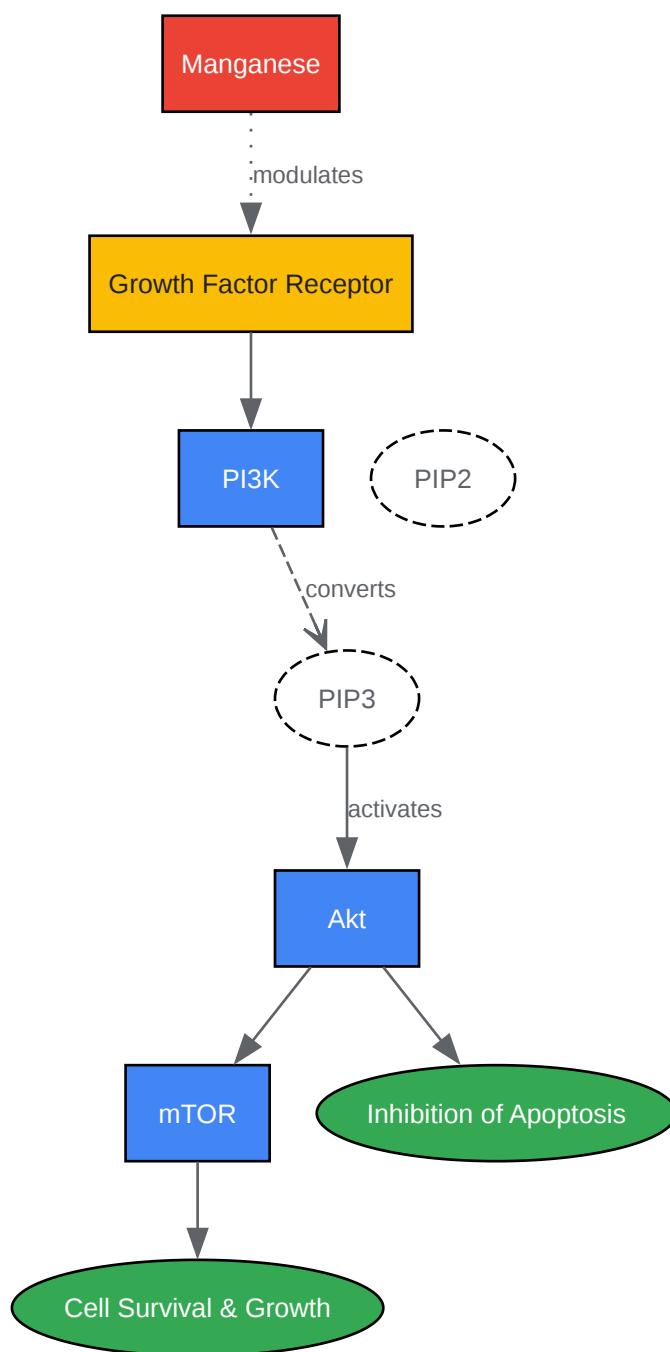 Manganese
modulates
Growth Factor Receptor
PI3K
PIP2
converts
PIP3
activates
Akt
mTOR
Inhibition of Apoptosis
Cell Survival & Growth